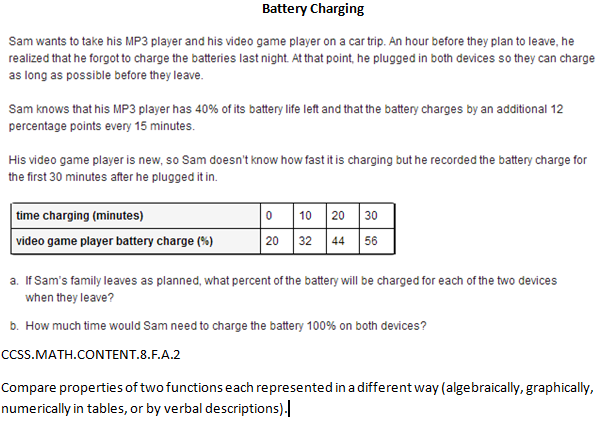 Battery Charging
Sam wants to take his MP3 player and his video game player on a car trip. An hour before they plan to leave, he
realized that he forgot to charge the batteries last night. At that point, he plugged in both devices so they can charge
as long as possible before they leave.
Sam knows that his MP3 player has 40% of its battery life left and that the battery charges by an additional 12
percentage points every 15 minutes.
His video game player is new, so Sam doesn't know how fast it is charging but he recorded the battery charge for
the first 30 minutes after he plugged it in.
time charging (minutes) 0 10 20 30
video game player battery charge (%) 20 32 44 56
a. If Sam's family leaves as planned, what percent of the battery will be charged for each of the two devices
when they leave?
b. How much time would Sam need to charge the battery 100% on both devices?
CCSS.MATH.CONTENT.8.F.A.2
Compare properties of two functions each represented in a different way (algebraically, graphically,
numerically in tables, or by verbal descriptions).